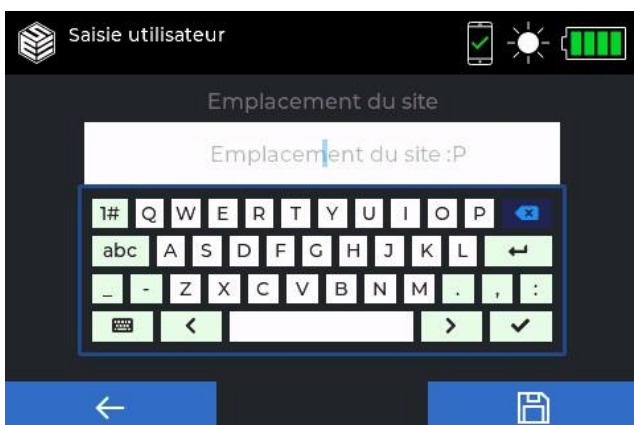 Saisie utilisateur
Emplacement du site
Emplacement du site :P
1# Q W E R T Y U I O P
abc A S D F G H J K L
_ - Z X C V B N M . , :